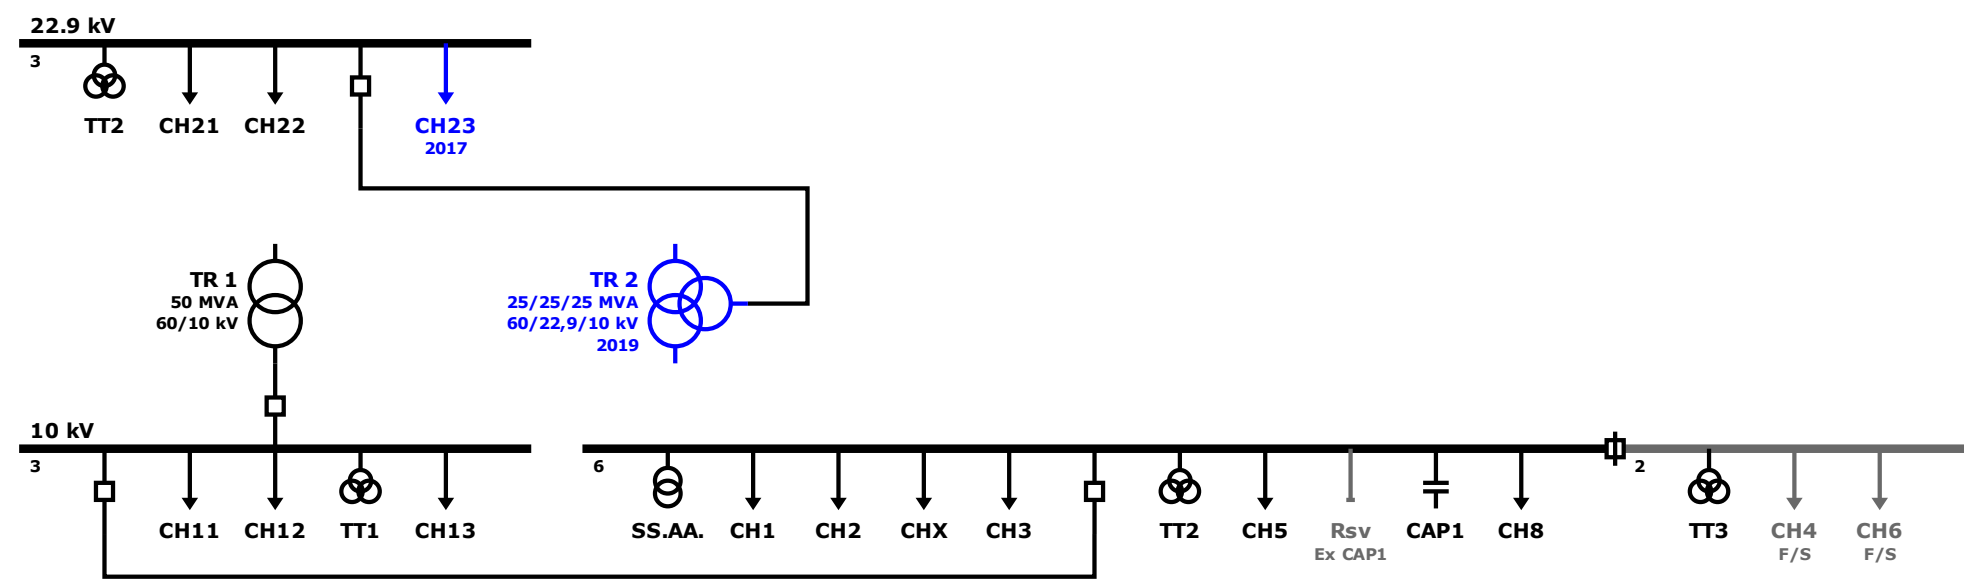 22.9 kV
3
TT2
CH21
CH22
CH23
2017
TR 1
50 MVA
60/10 kV
TR 2
25/25/25 MVA
60/22,9/10 kV
2019
10 kV
3
CH11
CH12
TT1
CH13
6
SS.AA.
CH1
CH2
CHX
CH3
TT2
CH5
Rsv
Ex CAP1
CAP1
CH8
2
TT3
CH4
F/S
CH6
F/S